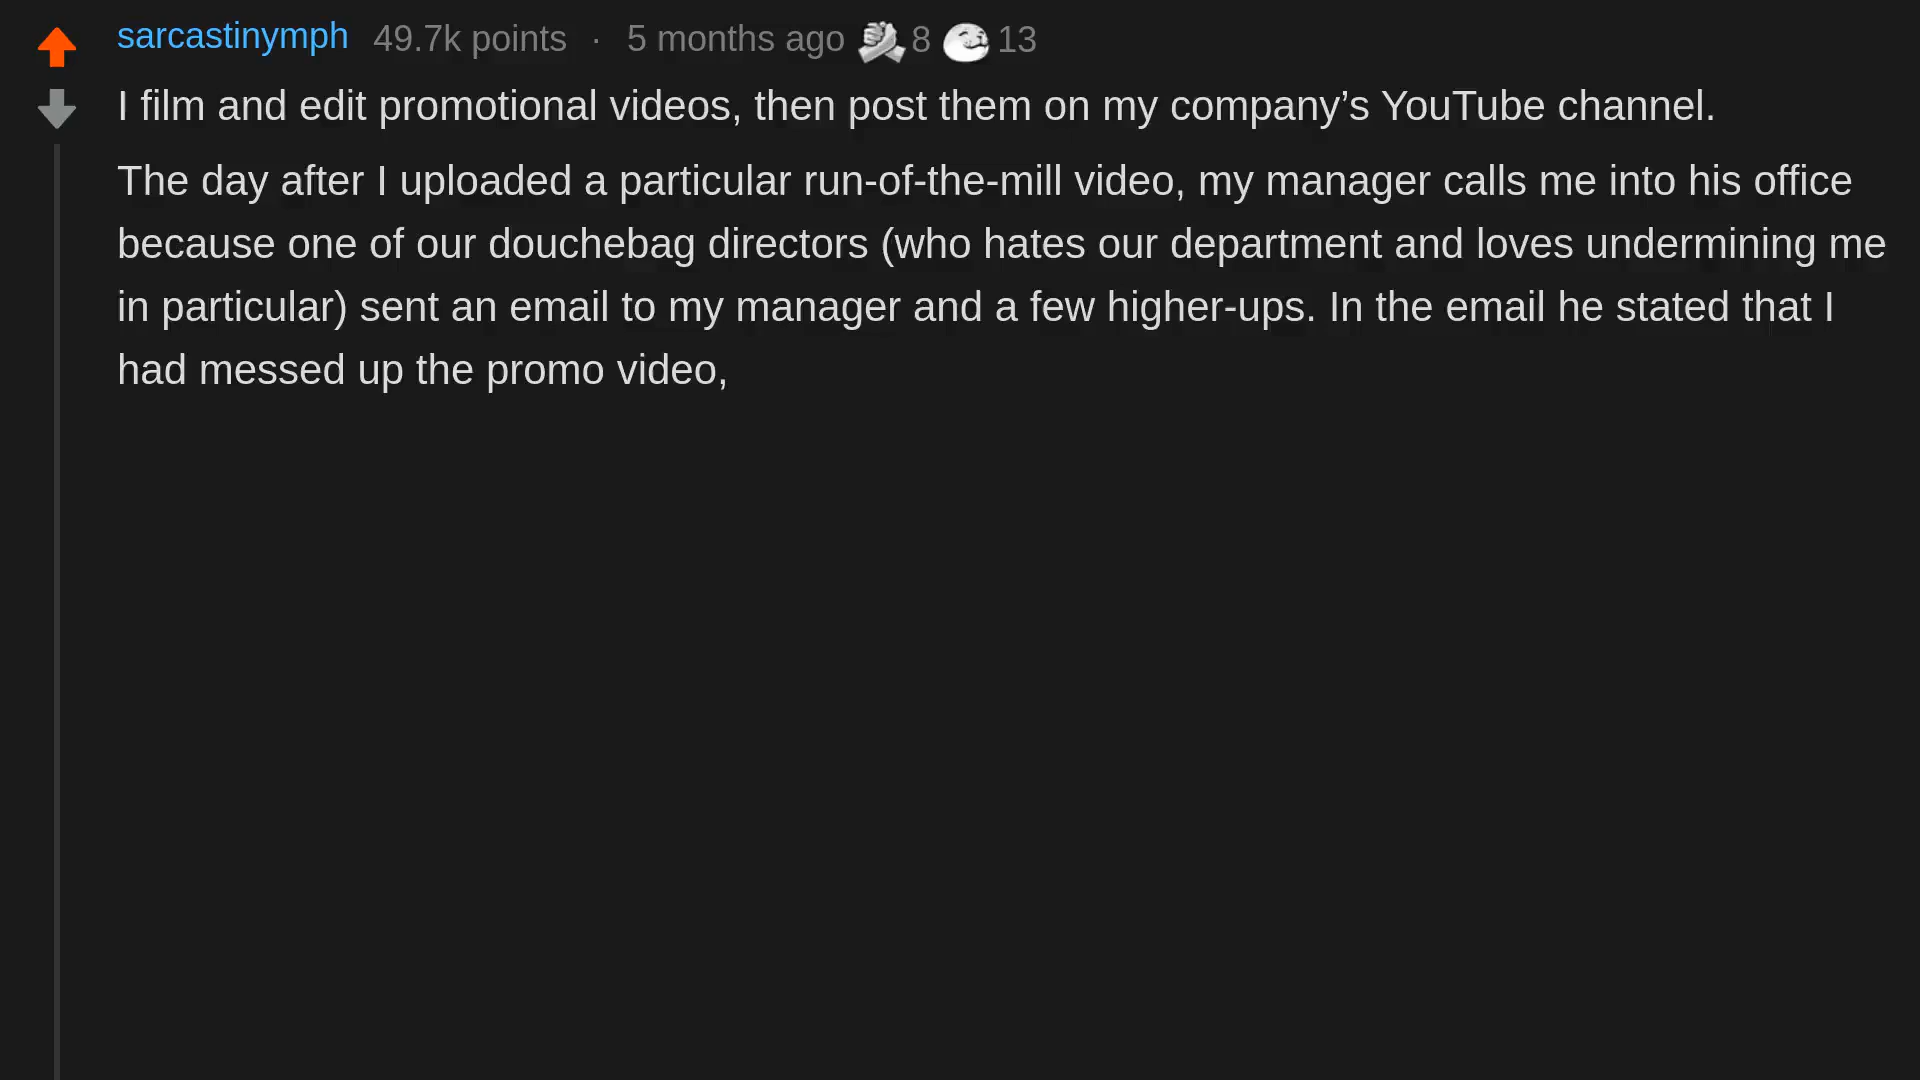 sarcastinymph 49.7k points · 5 months ago 8 13
I film and edit promotional videos, then post them on my company’s YouTube channel.
The day after I uploaded a particular run-of-the-mill video, my manager calls me into his office
because one of our douchebag directors (who hates our department and loves undermining me
in particular) sent an email to my manager and a few higher-ups. In the email he stated that I
had messed up the promo video,